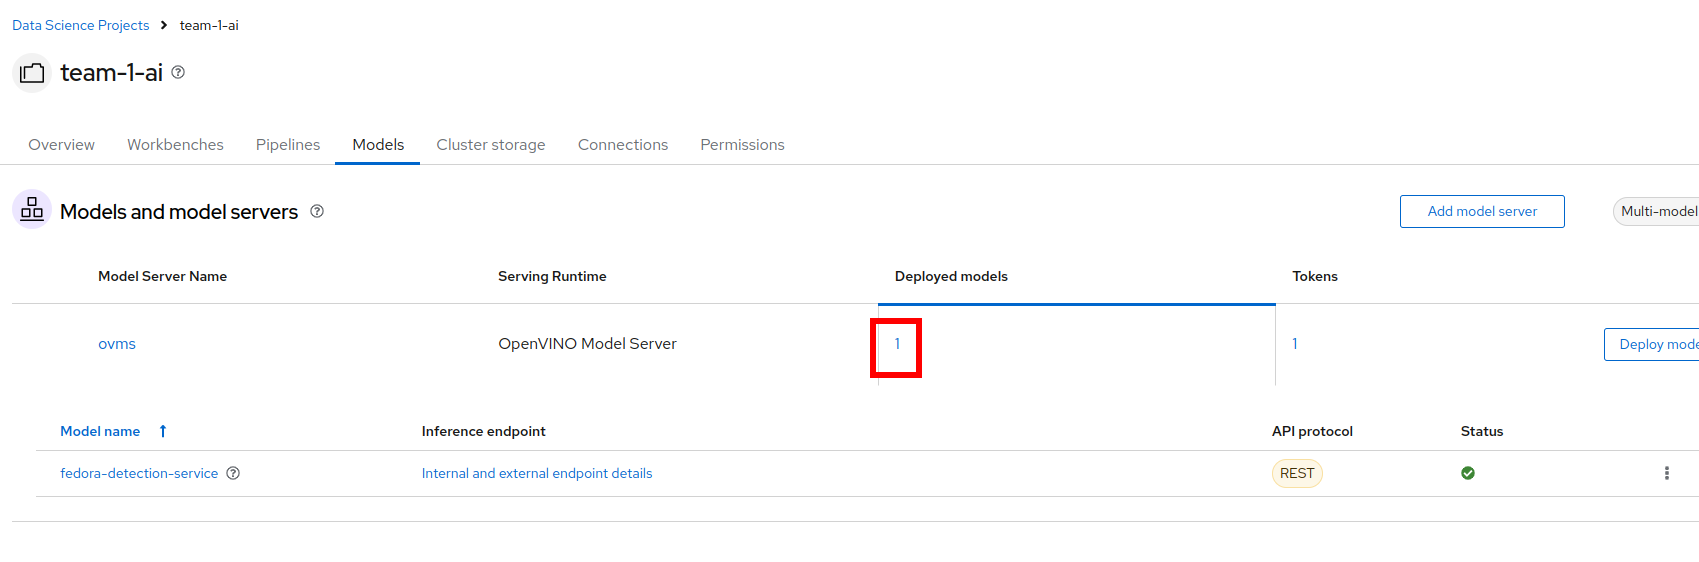 Data Science Projects > team-1-ai
team-1-ai
Overview Workbenches Pipelines Models Cluster storage Connections Permissions
Models and model servers Add model server Multi-model
Model Server Name Serving Runtime Deployed models Tokens
ovms OpenVINO Model Server 1 1 Deploy mode
Model name Inference endpoint API protocol Status
fedora-detection-service Internal and external endpoint details REST